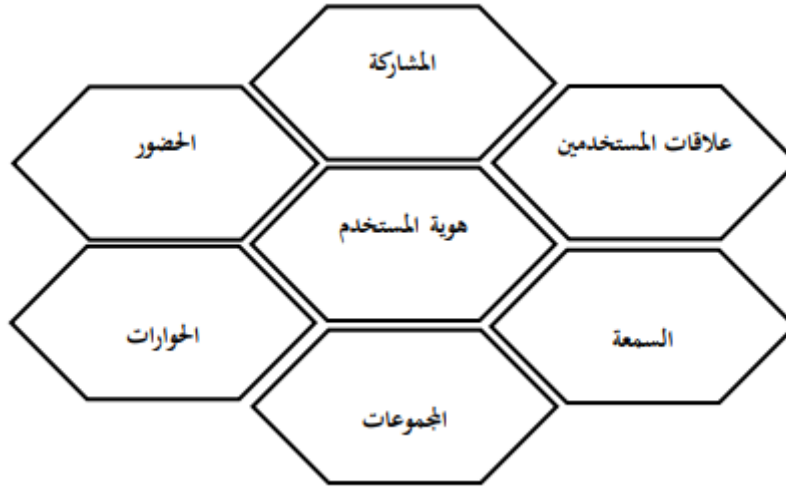 المشاركة
علاقات المستخدمين
الحضور
هوية المستخدم
السمعة
الحوارات
المجموعات